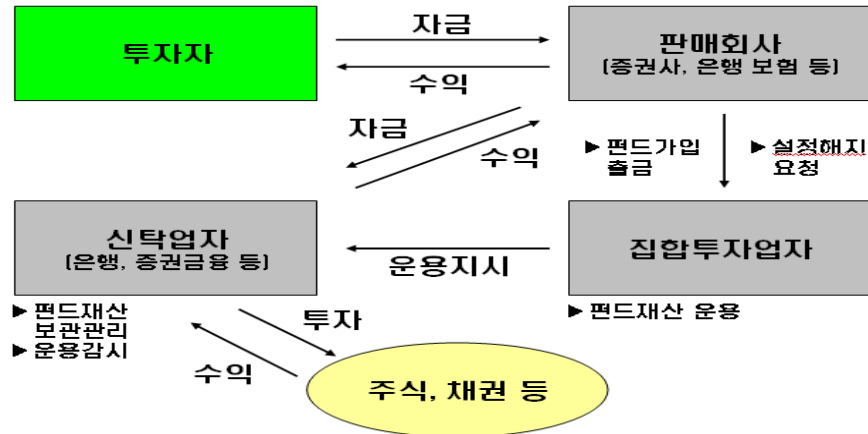 자금
투자자
판매회사
(증권사, 은행 보험 등)
수익
자금
수익
▶ 펀드가입
출금
▶ 설정해지
요청
신탁업자
(은행, 증권금융 등)
운용지시
집합투자업자
▶ 펀드재산
보관관리
▶ 운용감시
투자
수익
▶ 펀드재산 운용
주식, 채권 등